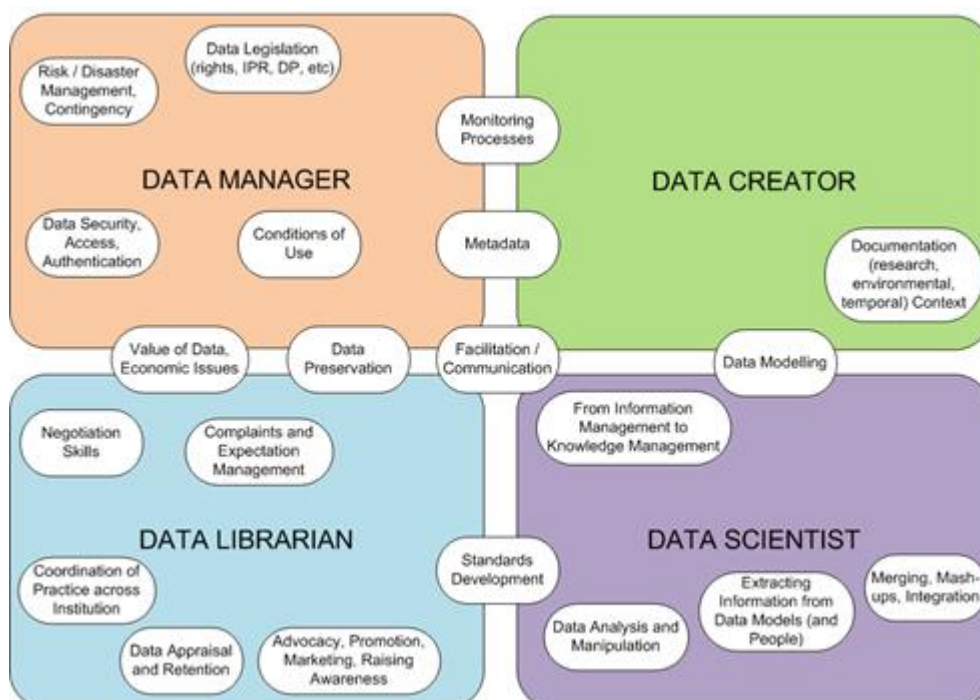 Data Legislation
(rights, IPR, DP, etc)
Risk / Disaster
Management,
Contingency
Monitoring
Processes
DATA MANAGER
DATA CREATOR
Data Security,
Access,
Authentication
Conditions of
Use
Metadata
Documentation
(research,
environmental,
temporal) Context
Value of Data,
Economic Issues
Data
Preservation
Facilitation /
Communication
Data Modelling
From Information
Management to
Knowledge Management
Negotiation
Skills
Complaints and
Expectation
Management
DATA LIBRARIAN
DATA SCIENTIST
Coordination of
Practice across
Institution
Standards
Development
Extracting
Information from
Data Models (and
People)
Merging, Mash-
ups, Integration
Data Analysis and
Manipulation
Data Appraisal
and Retention
Advocacy, Promotion,
Marketing, Raising
Awareness